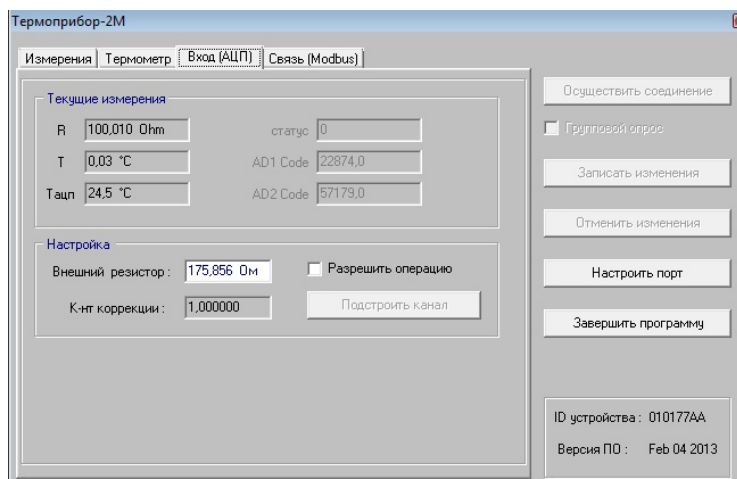 Термоприбор-2М
Измерения Термометр Вход (АЦП) Связь (Modbus)
Текущие измерения
R 100,010 Ohm статус 0
T 0,03 °C AD1 Code 22874,0
Тацп 24,5 °C AD2 Code 57179,0
Настройка
Внешний резистор : 175,856 Ом Разрешить операцию
К-нт коррекции : 1,000000 Подстроить канал
Осуществить соединение
Групповой опрос
Записать изменения
Отменить изменения
Настроить порт
Завершить программу
ID устройства : 010177AA
Версия ПО : Feb 04 2013